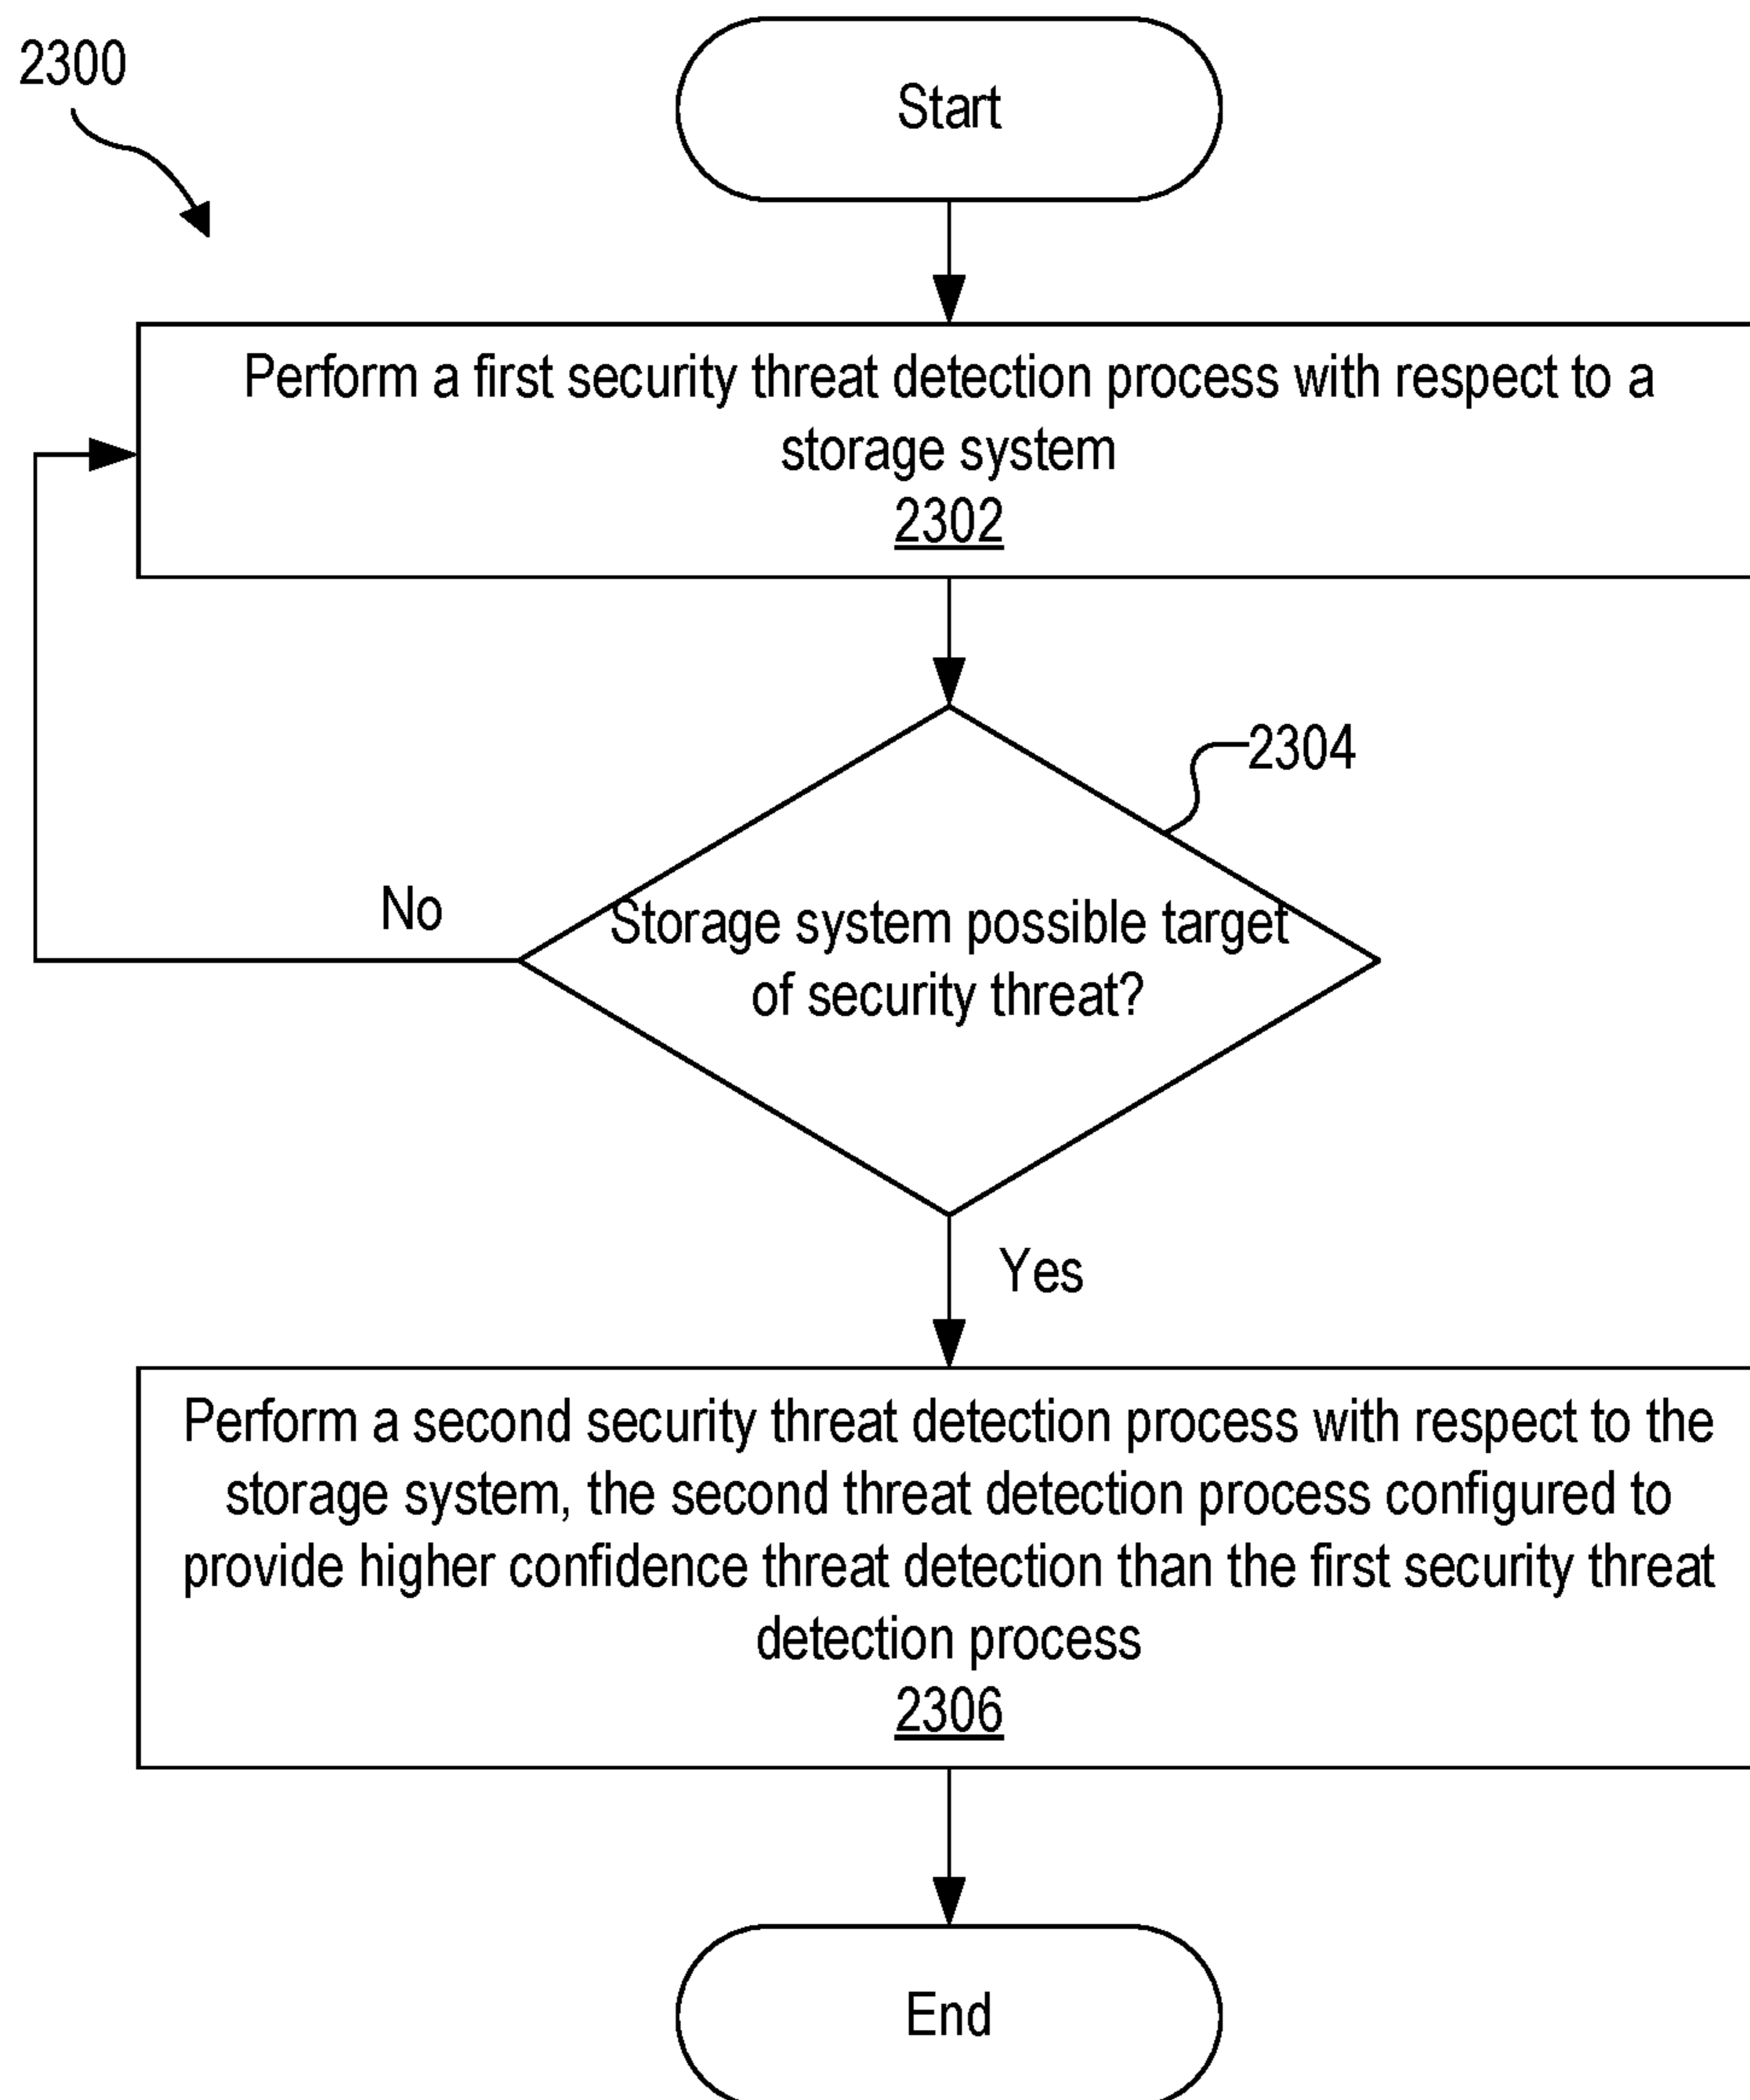 2300
Start
Perform a first security threat detection process with respect to a
storage system
2302
2304
No
Storage system possible target
of security threat?
Yes
Perform a second security threat detection process with respect to the
storage system, the second threat detection process configured to
provide higher confidence threat detection than the first security threat
detection process
2306
End